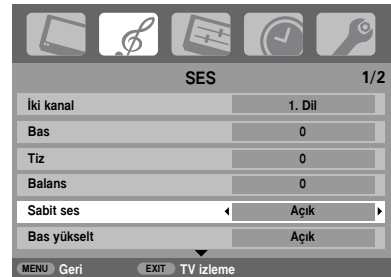 SES 1/2
İki kanal 1. Dil
Bas 0
Tiz 0
Balans 0
Sabit ses Açık
Bas yükselt Açık
MENU Geri EXIT TV izleme